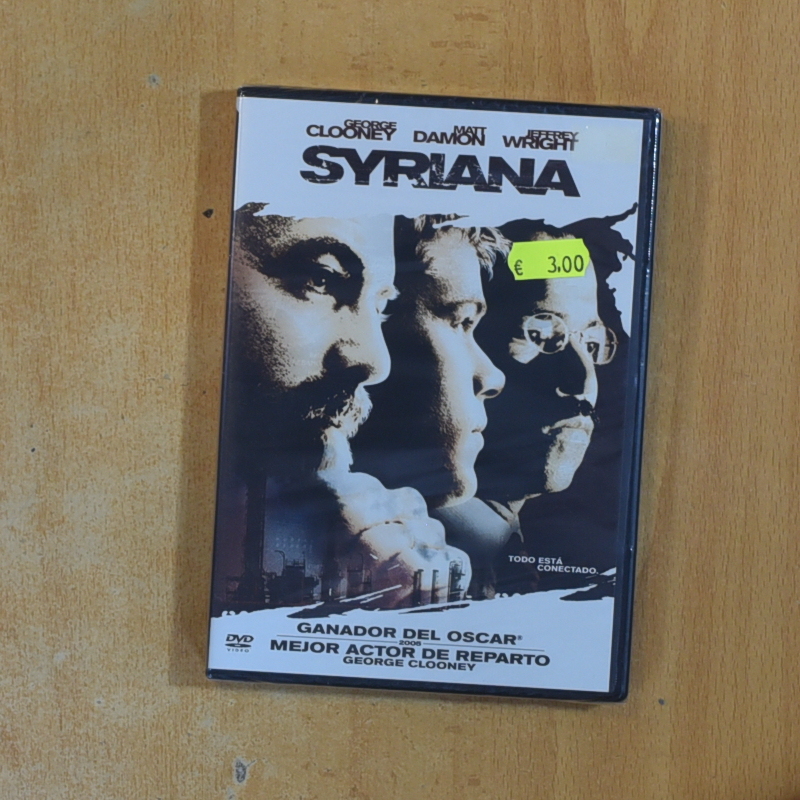 GEORGE CLOONEY MATT DAMON JEFFREY WRIGHT
SYRIANA
€ 3.00
TODO ESTÁ
CONECTADO.
GANADOR DEL OSCAR®
2005
MEJOR ACTOR DE REPARTO
GEORGE CLOONEY
DVD
VIDEO